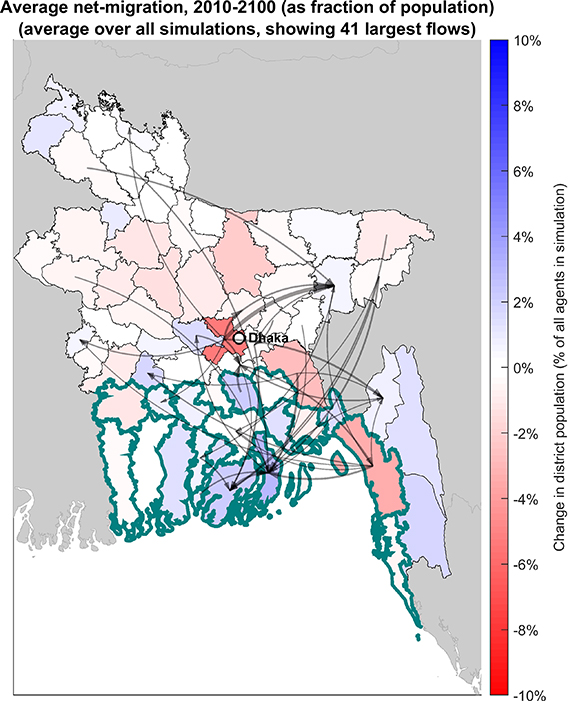 Average net-migration, 2010-2100 (as fraction of population)
(average over all simulations, showing 41 largest flows)
Dhaka
10%
8%
6%
4%
2%
0%
-2%
-4%
-6%
-8%
-10%
Change in district population (% of all agents in simulation)